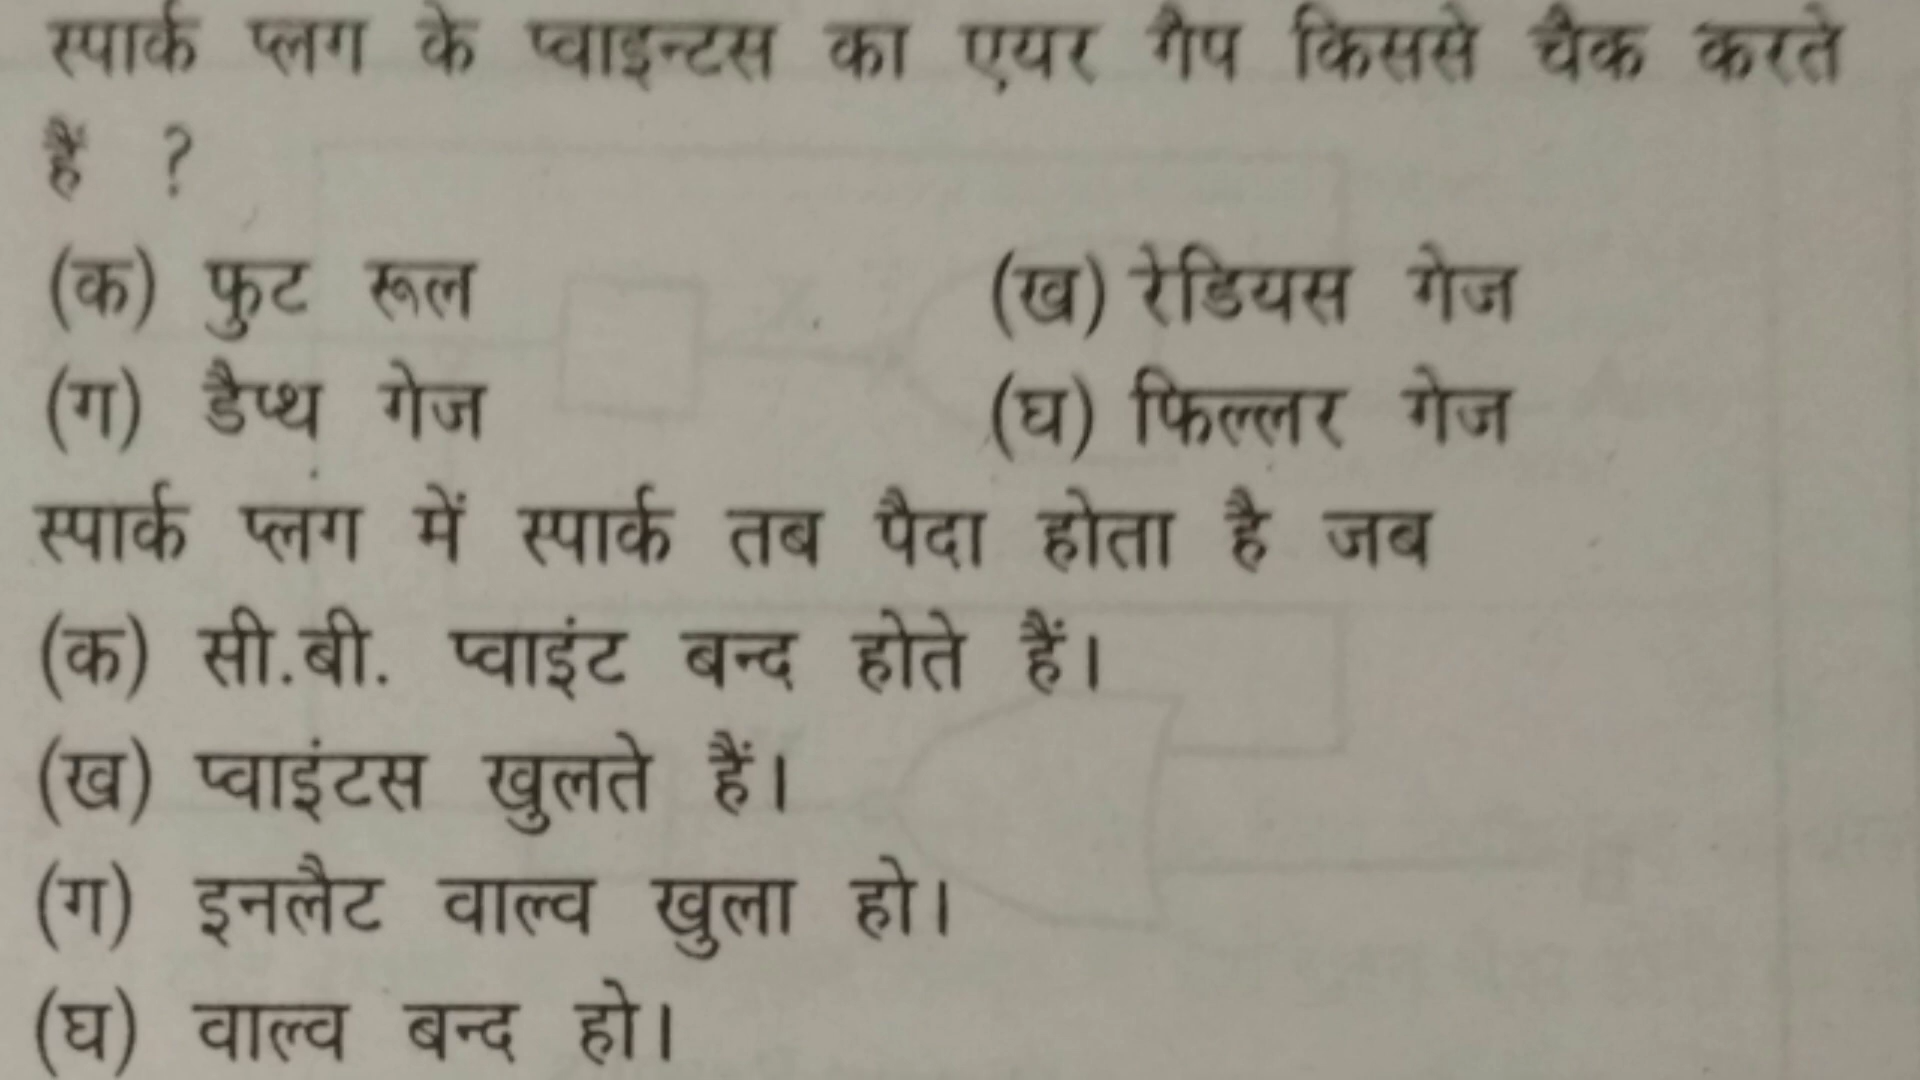 स्पार्क प्लग के प्वाइन्टस का एयर गैप किससे चैक करते
हैं ?
(क) फुट रूल (ख) रेडियस गेज
(ग) डैप्थ गेज (घ) फिल्लर गेज
स्पार्क प्लग में स्पार्क तब पैदा होता है जब
(क) सी.बी. प्वाइंट बन्द होते हैं।
(ख) प्वाइंटस खुलते हैं।
(ग) इनलैट वाल्व खुला हो।
(घ) वाल्व बन्द हो।